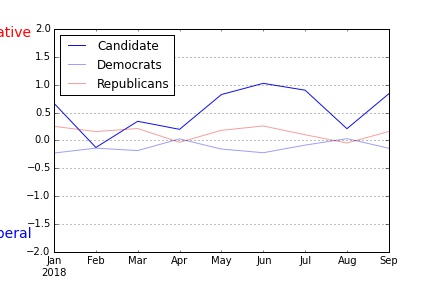 2.0
ative
Candidate
Democrats
Republicans
1.5
1.0
0.5
0.0
−0.5
−1.0
−1.5
beral
−2.0
Jan Feb Mar Apr May Jun Jul Aug Sep
2018